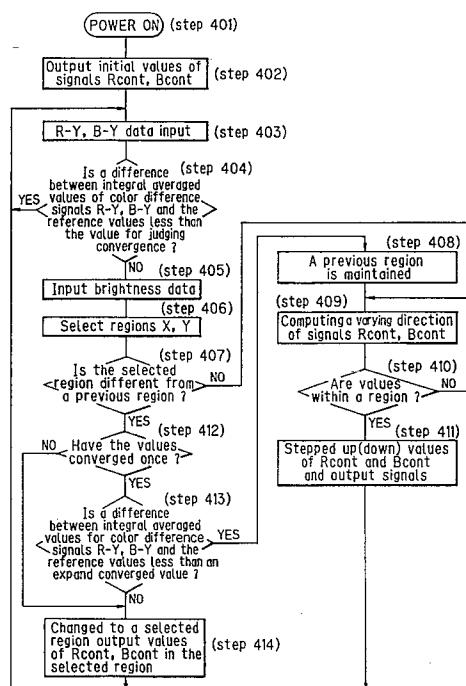 POWER ON (step 401)
Output initial values of
signals Rcont, Bcont
(step 402)
R-Y, B-Y data input
(step 403)
(step 404)
Is a difference
between integral averaged
values of color difference
signals R-Y, B-Y and the
reference values less than
the value for judging
convergence ?
YES
NO
(step 405)
Input brightness data
(step 406)
Select regions X, Y
(step 407)
Is the selected
region different from
a previous region ?
NO
YES
(step 412)
NO
Have the values
converged once ?
YES
(step 413)
Is a difference
between integral averaged
values for color difference
signals R-Y, B-Y and the
reference values less than an
expand converged value ?
YES
NO
Changed to a selected
region output values
of Rcont, Bcont in the
selected region
(step 414)
(step 408)
A previous region
is maintained
(step 409)
Computing a varying direction
of signals Rcont, Bcont
(step 410)
Are values
within a region ?
NO
YES
(step 411)
Stepped up(down) values
of Rcont and Bcont
and output signals